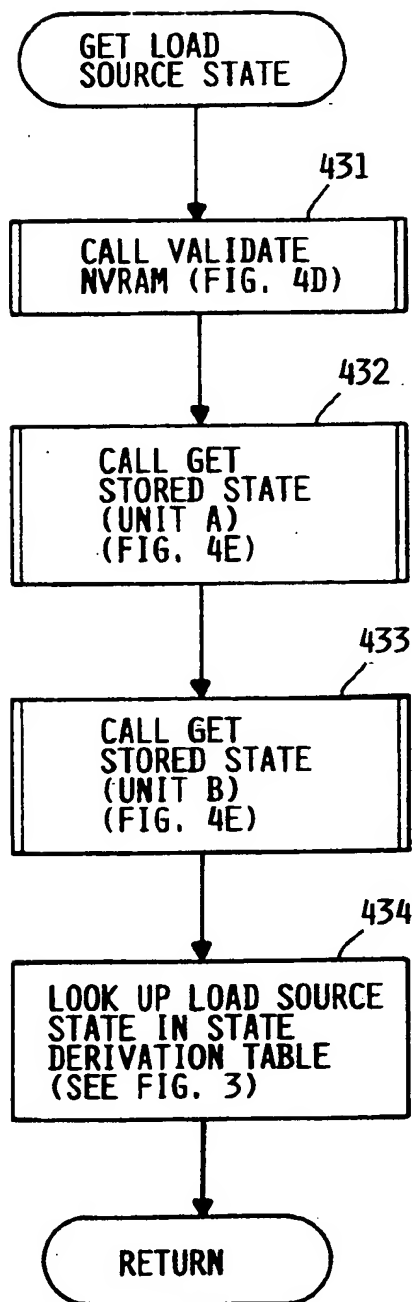 GET LOAD
SOURCE STATE
431
CALL VALIDATE
NVRAM (FIG. 4D)
432
CALL GET
STORED STATE
(UNIT A)
(FIG. 4E)
433
CALL GET
STORED STATE
(UNIT B)
(FIG. 4E)
434
LOOK UP LOAD SOURCE
STATE IN STATE
DERIVATION TABLE
(SEE FIG. 3)
RETURN